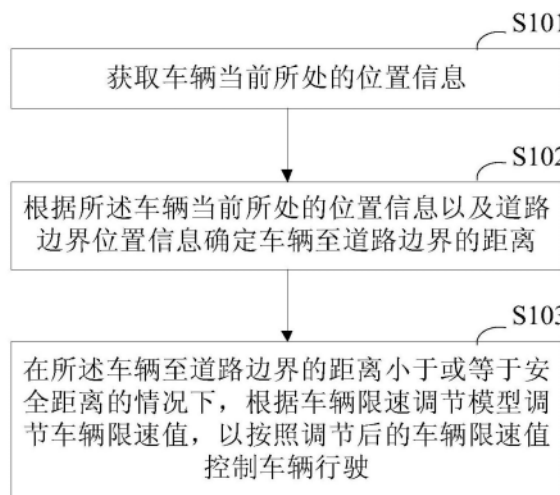 S101
获取车辆当前所处的位置信息
S102
根据所述车辆当前所处的位置信息以及道路
边界位置信息确定车辆至道路边界的距离
S103
在所述车辆至道路边界的距离小于或等于安
全距离的情况下，根据车辆限速调节模型调
节车辆限速值，以按照调节后的车辆限速值
控制车辆行驶